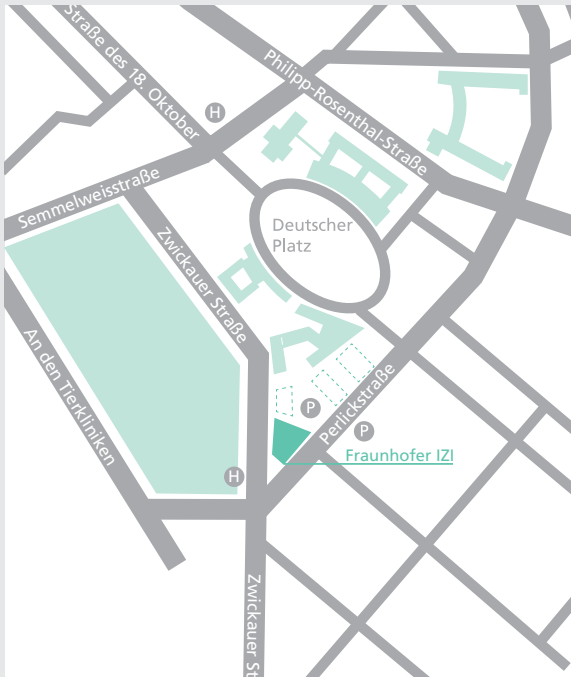 Straße des 18. Oktober
Philipp-Rosenthal-Straße
H
Semmelweisstraße
Deutscher
Platz
Zwickauer Straße
An den Tierkliniken
Perlickstraße
P
P
Fraunhofer IZI
H
Zwickauer St